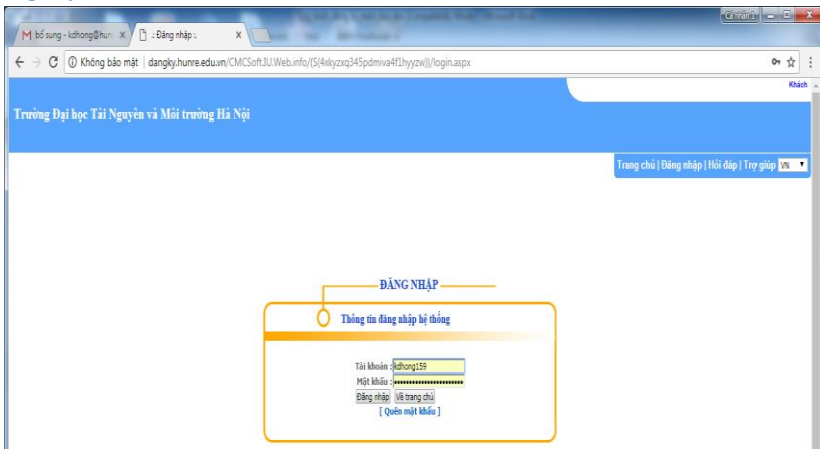 bổ sung - kdhong@hun
: Đăng nhập :.
Không bảo mật | dangky.hunre.edu.vn/CMCSoft.IU.Web.info/(S(4xkyzxq345pdmiva4f1hyyzw))/login.aspx
Khách
Trường Đại học Tài Nguyên và Môi trường Hà Nội
Trang chủ | Đăng nhập | Hỏi đáp | Trợ giúp VN
ĐĂNG NHẬP
Thông tin đăng nhập hệ thống
Tài khoản : kdhong159
Mật khẩu :
Đăng nhập Về trang chủ
[ Quên mật khẩu ]